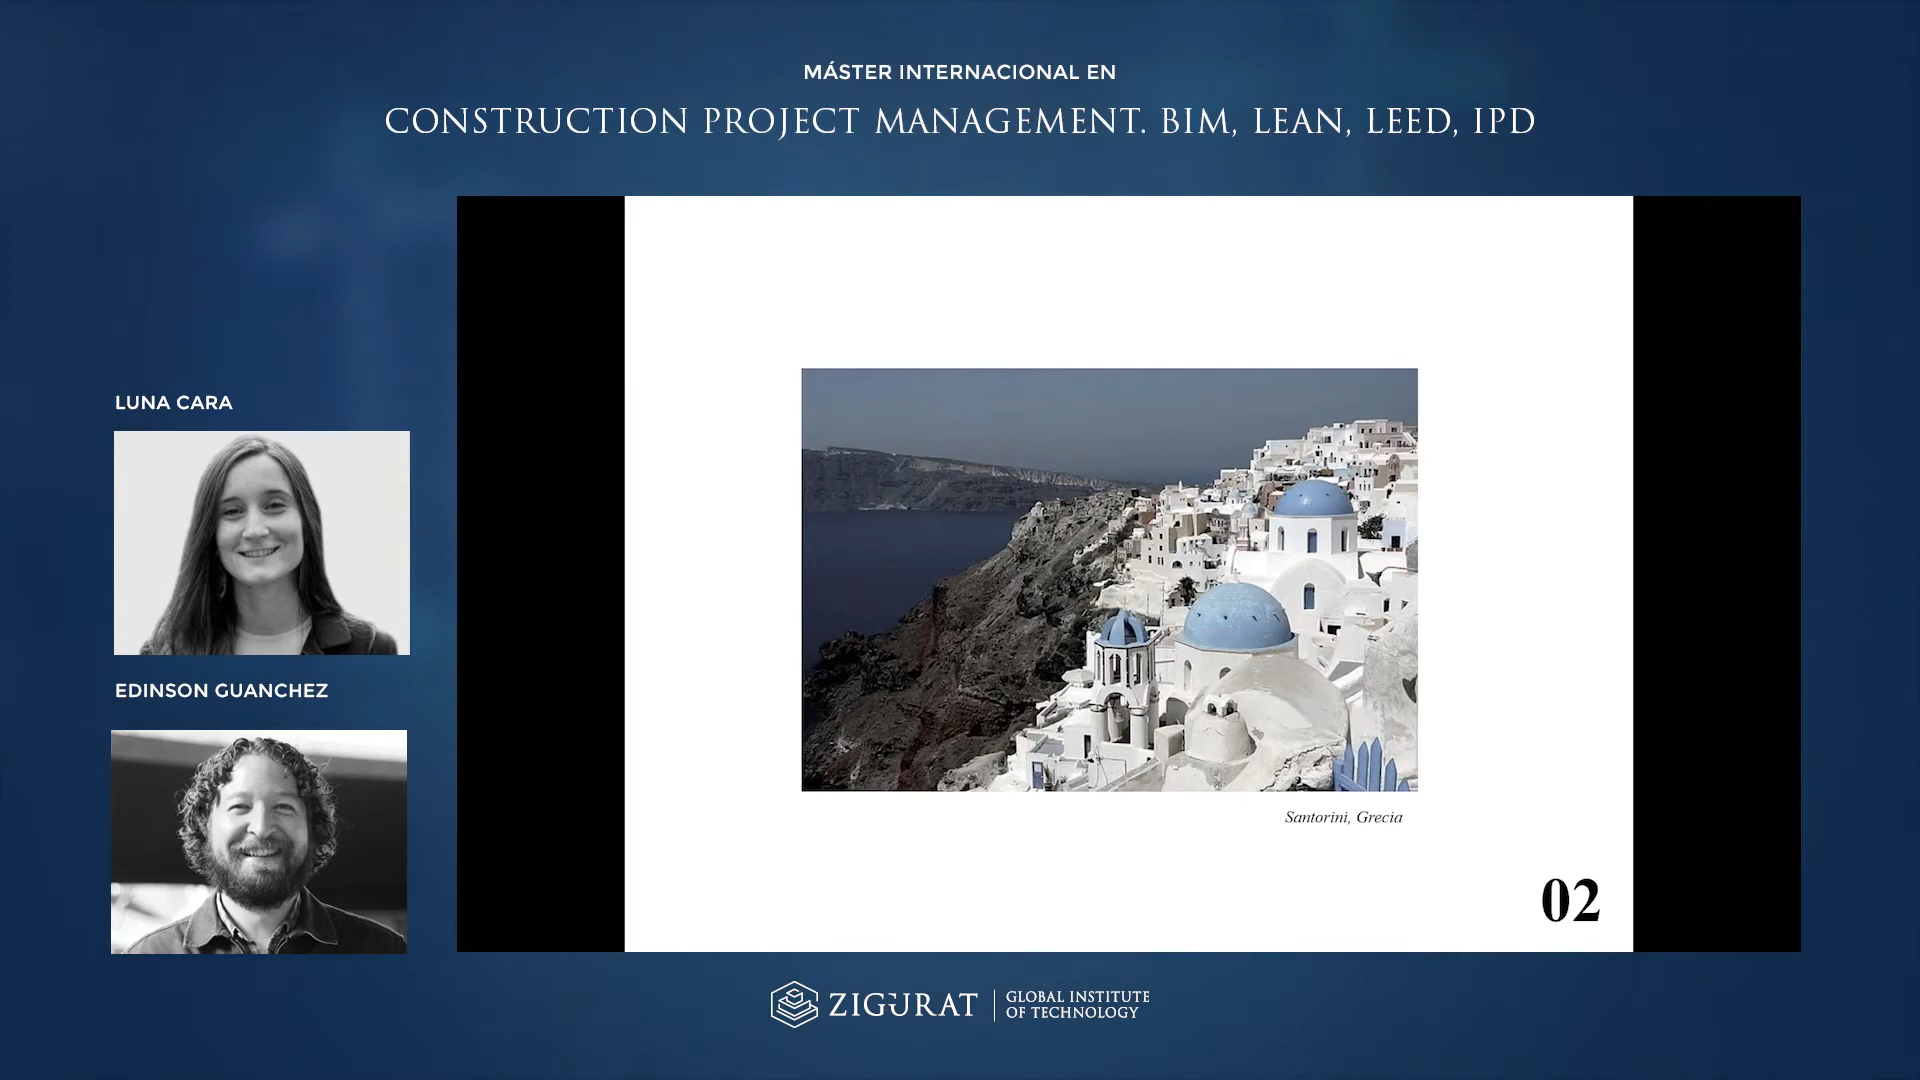 MÁSTER INTERNACIONAL EN
CONSTRUCTION PROJECT MANAGEMENT. BIM, LEAN, LEED, IPD
LUNA CARA
EDINSON GUANCHEZ
Santorini, Grecia
02
ZIGURAT
GLOBAL INSTITUTE
OF TECHNOLOGY